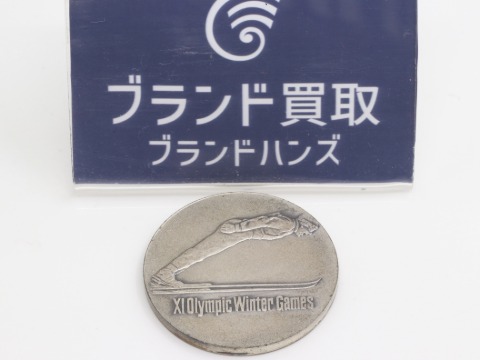 ブランド買取
ブランドハンズ
XI Olympic Winter Games